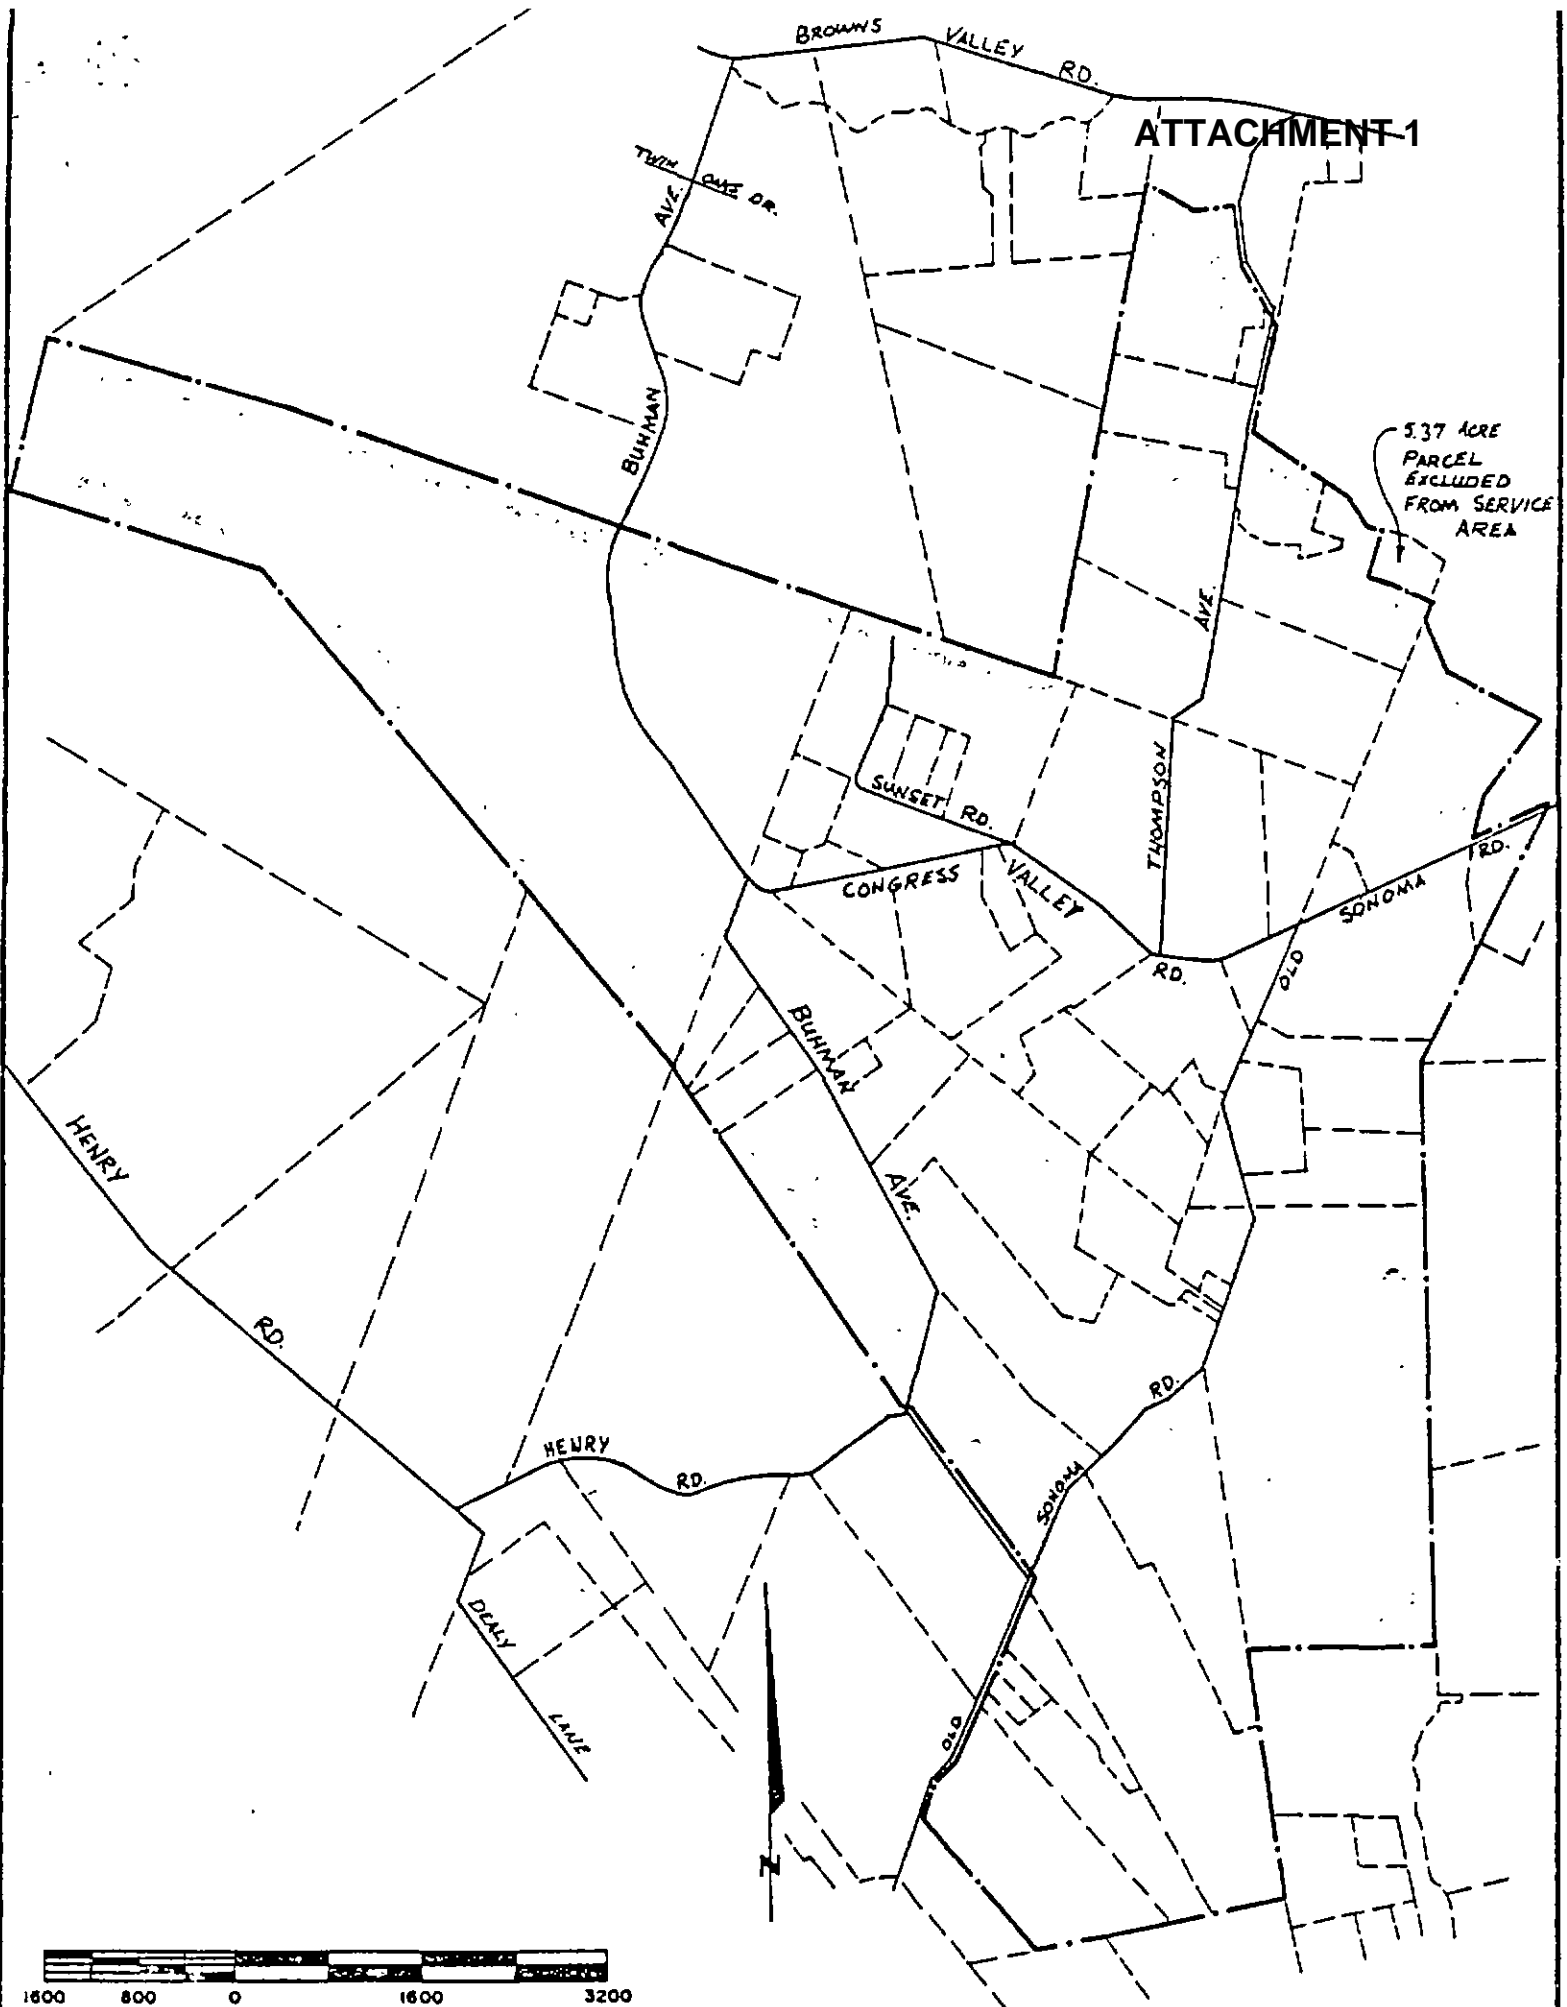 BROWNS VALLEY RD.
ATTACHMENT 1
TWIN OAKS DR.
BUHMAN AVE.
5.37 ACRE
PARCEL
EXCLUDED
FROM SERVICE
AREA
THOMPSON AVE.
SUNSET RD.
CONGRESS VALLEY RD.
OLD SONOMA RD.
BUHMAN AVE.
HENRY RD.
HENRY RD.
OLD SONOMA RD.
DEALY LANE
N
1600 800 0 1600 3200